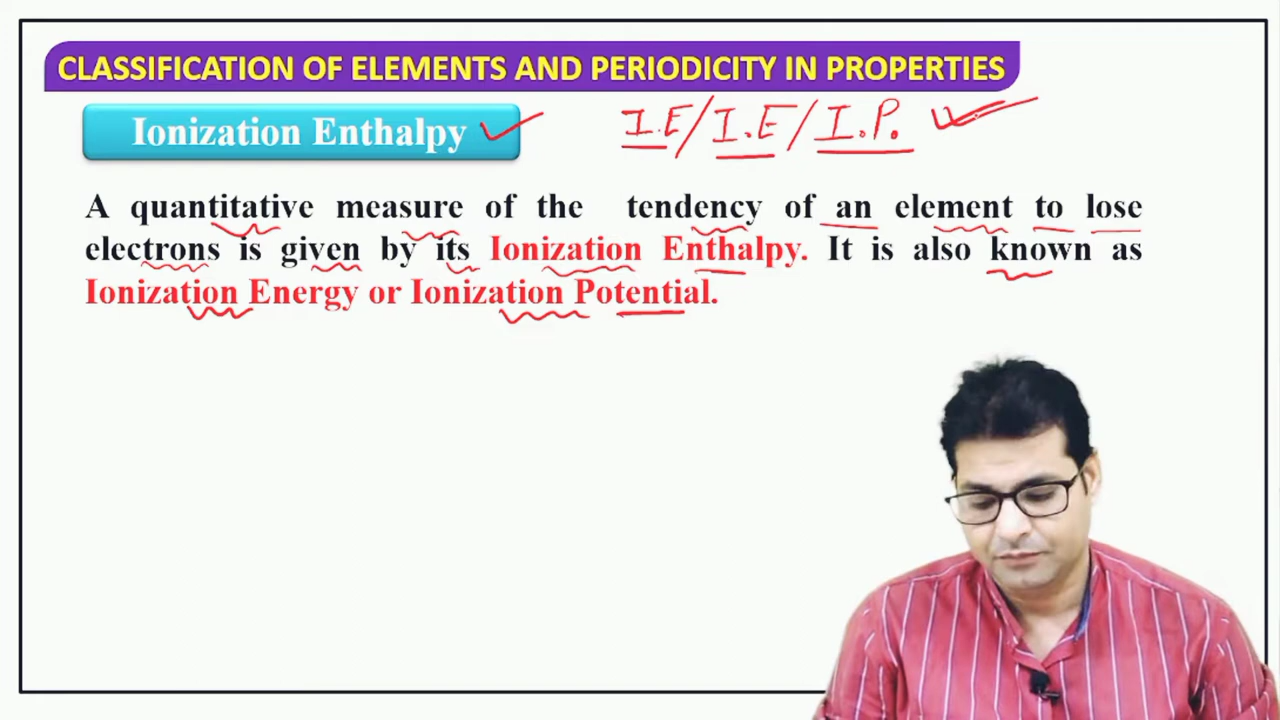 CLASSIFICATION OF ELEMENTS AND PERIODICITY IN PROPERTIES
Ionization Enthalpy
I.E/I.E/I.P.
A quantitative measure of the tendency of an element to lose
electrons is given by its Ionization Enthalpy. It is also known as
Ionization Energy or Ionization Potential.